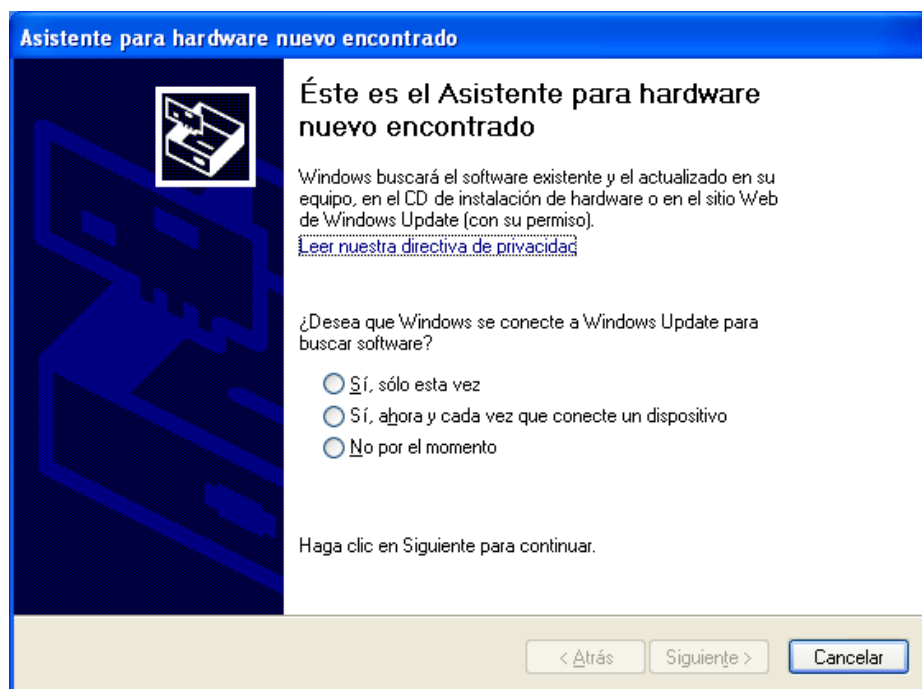 Asistente para hardware nuevo encontrado
Éste es el Asistente para hardware
nuevo encontrado
Windows buscará el software existente y el actualizado en su
equipo, en el CD de instalación de hardware o en el sitio Web
de Windows Update (con su permiso).
Leer nuestra directiva de privacidad
¿Desea que Windows se conecte a Windows Update para
buscar software?
Sí, sólo esta vez
Sí, ahora y cada vez que conecte un dispositivo
No por el momento
Haga clic en Siguiente para continuar.
< Atrás
Siguiente >
Cancelar